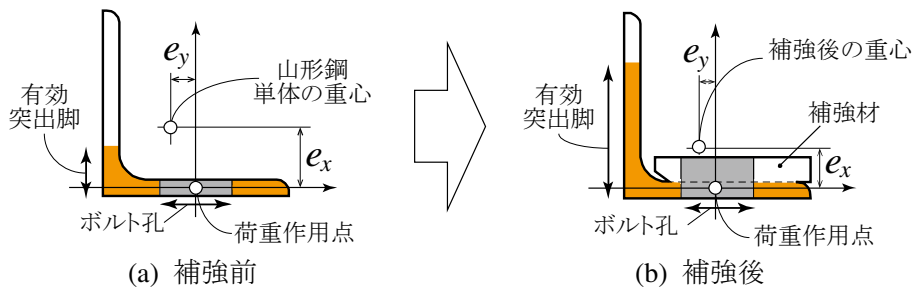 e_y
山形鋼
単体の重心
有効
突出脚
e_x
ボルト孔
荷重作用点
(a) 補強前
e_y
補強後の重心
有効
突出脚
補強材
e_x
ボルト孔
荷重作用点
(b) 補強後